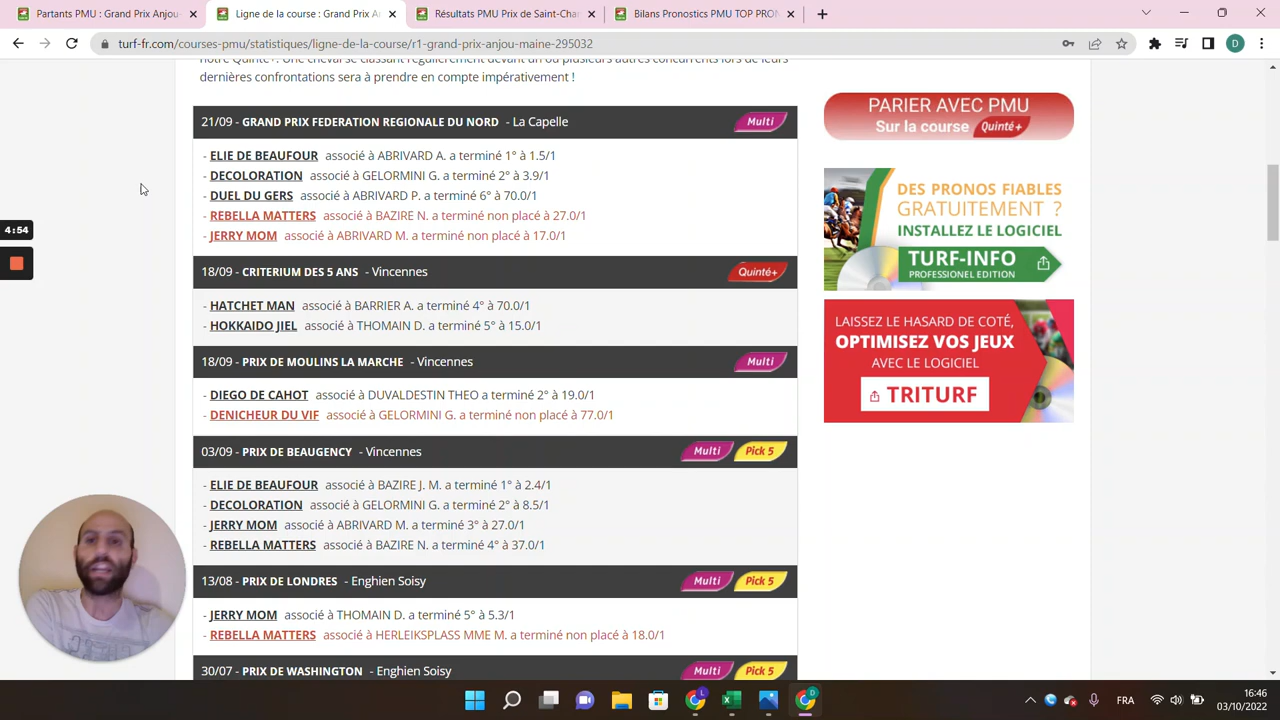 Partants PMU : Grand Prix Anjou-
Ligne de la course : Grand Prix A
Résultats PMU Prix de Saint-Cha
Bilans Pronostics PMU TOP PRON
turf-fr.com/courses-pmu/statistiques/ligne-de-la-course/r1-grand-prix-anjou-maine-295032
D
notre Quinté+. Une cheval se classant régulièrement devant un ou plusieurs autres concurrents lors de leurs
dernières confrontations sera à prendre en compte impérativement !
21/09 - GRAND PRIX FEDERATION REGIONALE DU NORD - La Capelle Multi
- ELIE DE BEAUFOUR associé à ABRIVARD A. a terminé 1° à 1.5/1
- DECOLORATION associé à GELORMINI G. a terminé 2° à 3.9/1
- DUEL DU GERS associé à ABRIVARD P. a terminé 6° à 70.0/1
- REBELLA MATTERS associé à BAZIRE N. a terminé non placé à 27.0/1
- JERRY MOM associé à ABRIVARD M. a terminé non placé à 17.0/1
18/09 - CRITERIUM DES 5 ANS - Vincennes Quinté+
- HATCHET MAN associé à BARRIER A. a terminé 4° à 70.0/1
- HOKKAIDO JIEL associé à THOMAIN D. a terminé 5° à 15.0/1
18/09 - PRIX DE MOULINS LA MARCHE - Vincennes Multi
- DIEGO DE CAHOT associé à DUVALDESTIN THEO a terminé 2° à 19.0/1
- DENICHEUR DU VIF associé à GELORMINI G. a terminé non placé à 77.0/1
03/09 - PRIX DE BEAUGENCY - Vincennes Multi Pick 5
- ELIE DE BEAUFOUR associé à BAZIRE J. M. a terminé 1° à 2.4/1
- DECOLORATION associé à GELORMINI G. a terminé 2° à 8.5/1
- JERRY MOM associé à ABRIVARD M. a terminé 3° à 27.0/1
- REBELLA MATTERS associé à BAZIRE N. a terminé 4° à 37.0/1
13/08 - PRIX DE LONDRES - Enghien Soisy Multi Pick 5
- JERRY MOM associé à THOMAIN D. a terminé 5° à 5.3/1
- REBELLA MATTERS associé à HERLEIKSPLASS MME M. a terminé non placé à 18.0/1
30/07 - PRIX DE WASHINGTON - Enghien Soisy Multi Pick 5
PARIER AVEC PMU
Sur la course Quinté+
DES PRONOS FIABLES
GRATUITEMENT ?
INSTALLEZ LE LOGICIEL
TURF-INFO
PROFESSIONEL EDITION
LAISSEZ LE HASARD DE COTÉ,
OPTIMISEZ VOS JEUX
AVEC LE LOGICIEL
TRITURF
4:54
L
D
FRA
16:46
03/10/2022